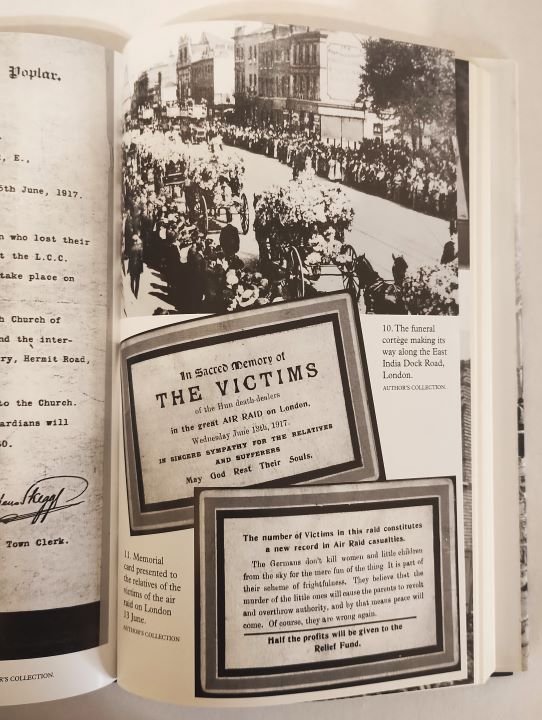 Poplar.
E.,
5th June, 1917.
who lost their
the L.C.C.
take place on
Church of
nd the inter-
ry, Hermit Road,
to the Church.
ardians will
Skeggs
Town Clerk.
R'S COLLECTION.
10. The funeral
cortège making its
way along the East
India Dock Road,
London.
AUTHOR'S COLLECTION.
In Sacred Memory of
THE VICTIMS
of the Hun death-dealers
in the great AIR RAID on London.
Wednesday June 13th, 1917.
IN SINCERE SYMPATHY FOR THE RELATIVES
AND SUFFERERS
May God Rest Their Souls.
11. Memorial
card presented to
the relatives of the
victims of the air
raid on London
13 June.
AUTHOR'S COLLECTION
The number of Victims in this raid constitutes
a new record in Air Raid casualties.
The Germans don't kill women and little children
from the sky for the mere fun of the thing. It is part of
their scheme of frightfulness. They believe that the
murder of the little ones will cause the parents to revolt
and overthrow authority, and by that means peace will
come. Of course, they are wrong again.
Half the profits will be given to the
Relief Fund.